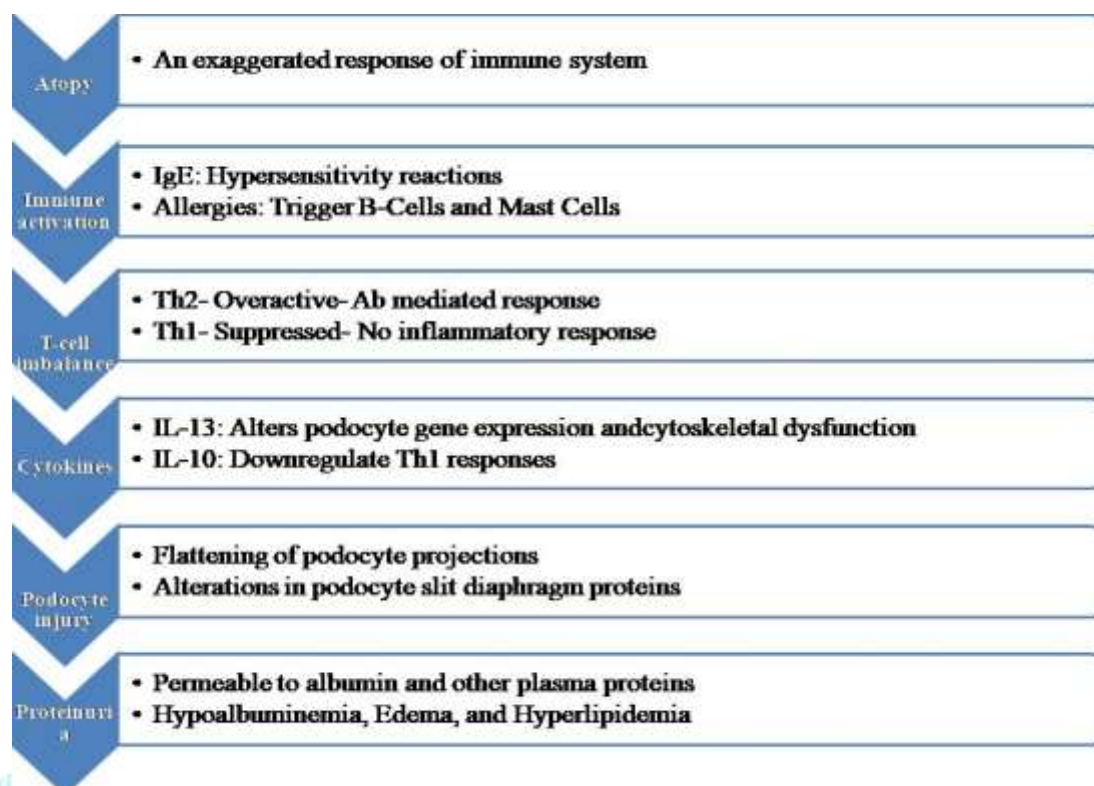 Atopy
• An exaggerated response of immune system
Immune
activation
• IgE: Hypersensitivity reactions
• Allergies: Trigger B-Cells and Mast Cells
T-cell
imbalance
• Th2- Overactive- Ab mediated response
• Th1- Suppressed- No inflammatory response
Cytokines
• IL-13: Alters podocyte gene expression andcytoskeletal dysfunction
• IL-10: Downregulate Th1 responses
Podocyte
injury
• Flattening of podocyte projections
• Alterations in podocyte slit diaphragm proteins
Proteinuri
a
• Permeable to albumin and other plasma proteins
• Hypoalbuminemia, Edema, and Hyperlipidemia